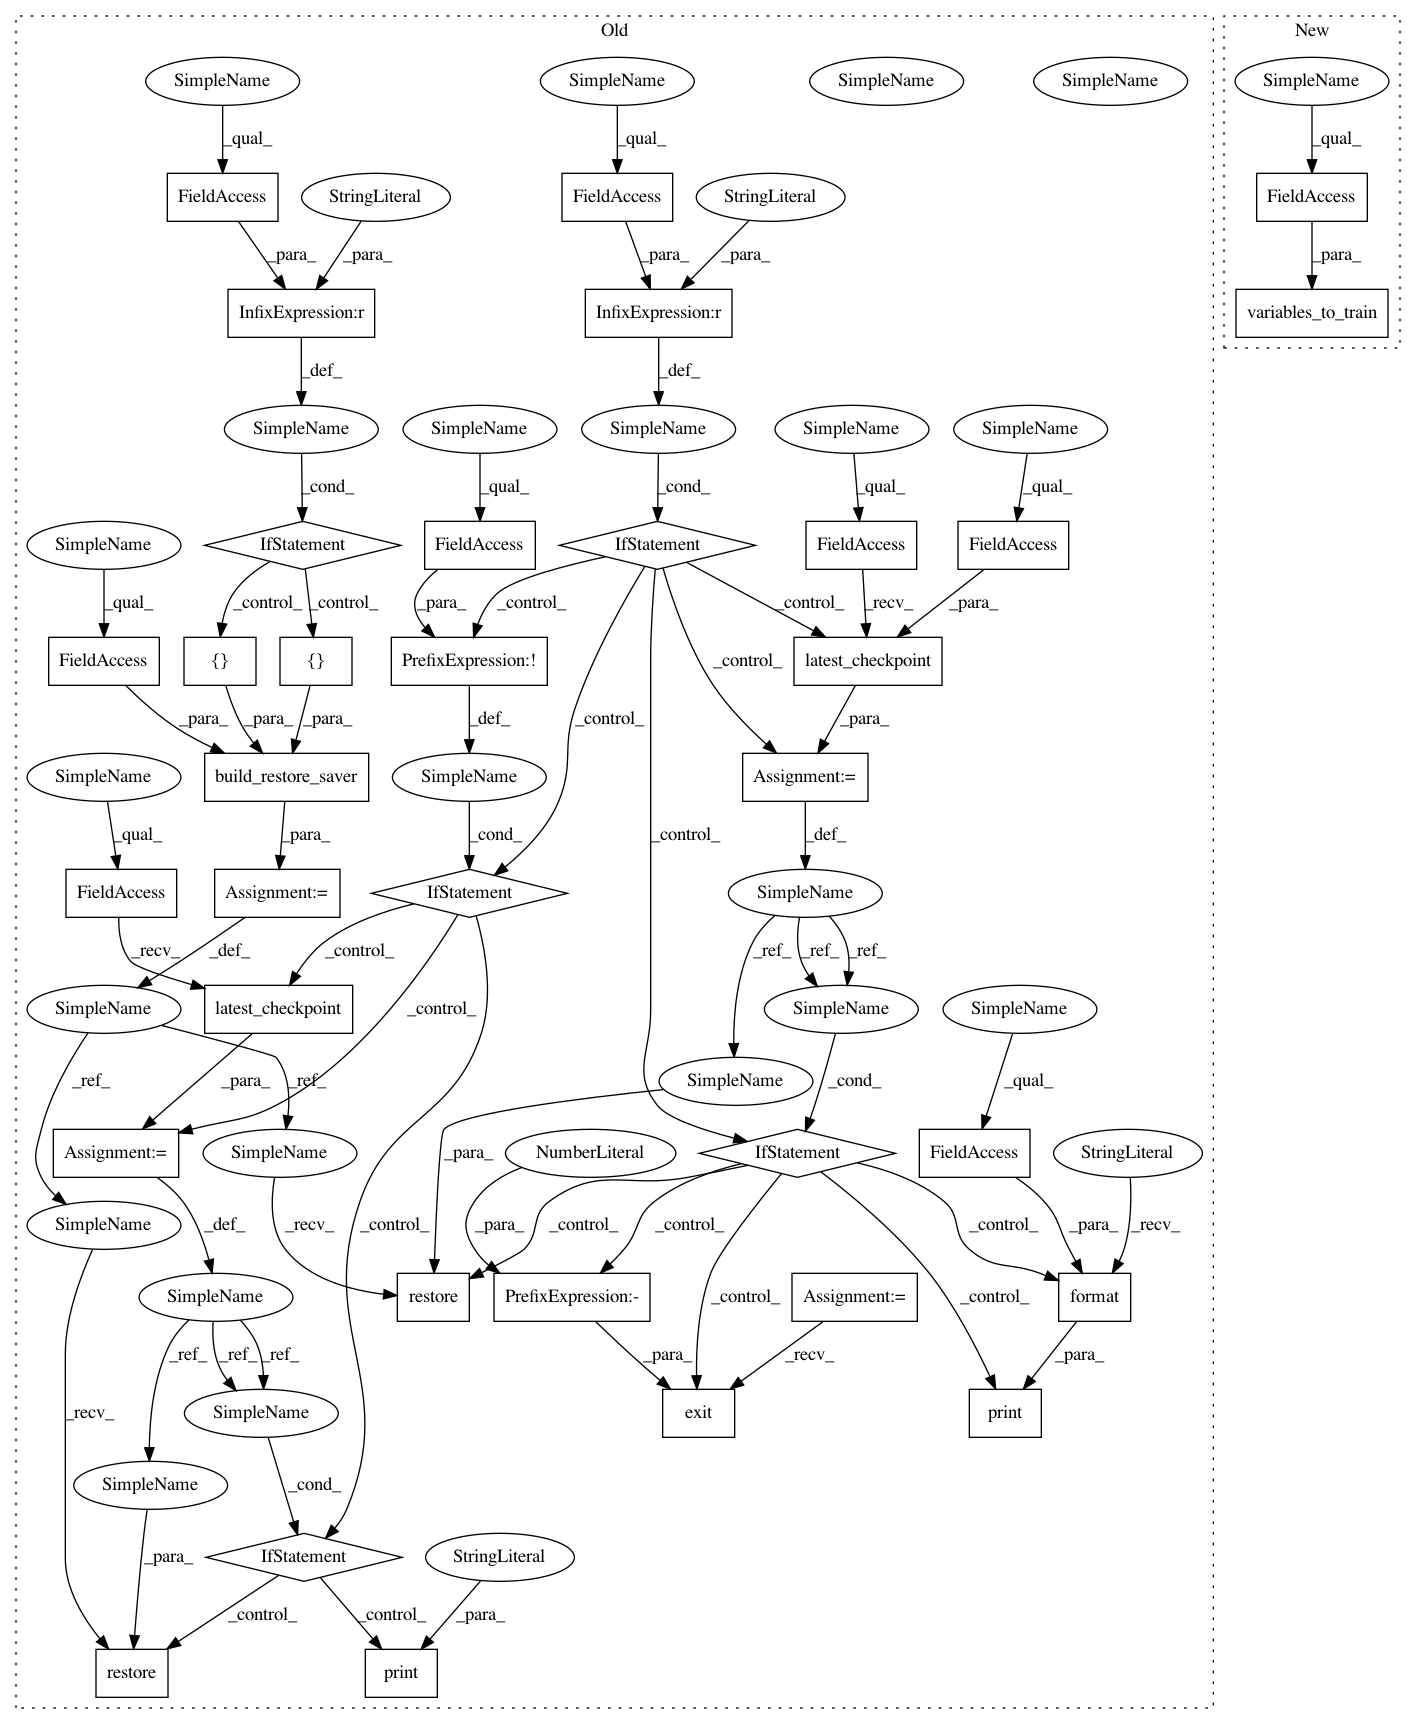 Old
New
SimpleName
SimpleName
SimpleName
SimpleName
SimpleName
_qual_
_qual_
_qual_
FieldAccess
StringLiteral
FieldAccess
StringLiteral
FieldAccess
_para_
_para_
_para_
_para_
_para_
InfixExpression:r
InfixExpression:r
variables_to_train
_def_
_def_
SimpleName
SimpleName
SimpleName
SimpleName
SimpleName
_cond_
_qual_
_cond_
_qual_
_qual_
SimpleName
IfStatement
FieldAccess
IfStatement
FieldAccess
FieldAccess
_qual_
_control_
_control_
_para_
_control_
_control_
_recv_
_para_
FieldAccess
{}
{}
PrefixExpression:!
_control_
latest_checkpoint
_para_
_para_
_para_
_def_
_control_
_para_
SimpleName
build_restore_saver
SimpleName
Assignment:=
_qual_
_para_
_cond_
_control_
_def_
FieldAccess
Assignment:=
IfStatement
SimpleName
_recv_
_def_
_control_
_ref_
_ref_
_ref_
SimpleName
latest_checkpoint
_control_
SimpleName
SimpleName
_ref_
_para_
_ref_
SimpleName
_cond_
_qual_
Assignment:=
SimpleName
NumberLiteral
_para_
IfStatement
FieldAccess
StringLiteral
SimpleName
_def_
_recv_
_control_
_para_
_control_
_control_
_control_
_para_
_recv_
SimpleName
restore
PrefixExpression:-
_control_
Assignment:=
_control_
format
_ref_
_ref_
_ref_
_para_
_recv_
_para_
_recv_
SimpleName
exit
print
SimpleName
_cond_
_para_
IfStatement
StringLiteral
_control_
_control_
_para_
restore
print